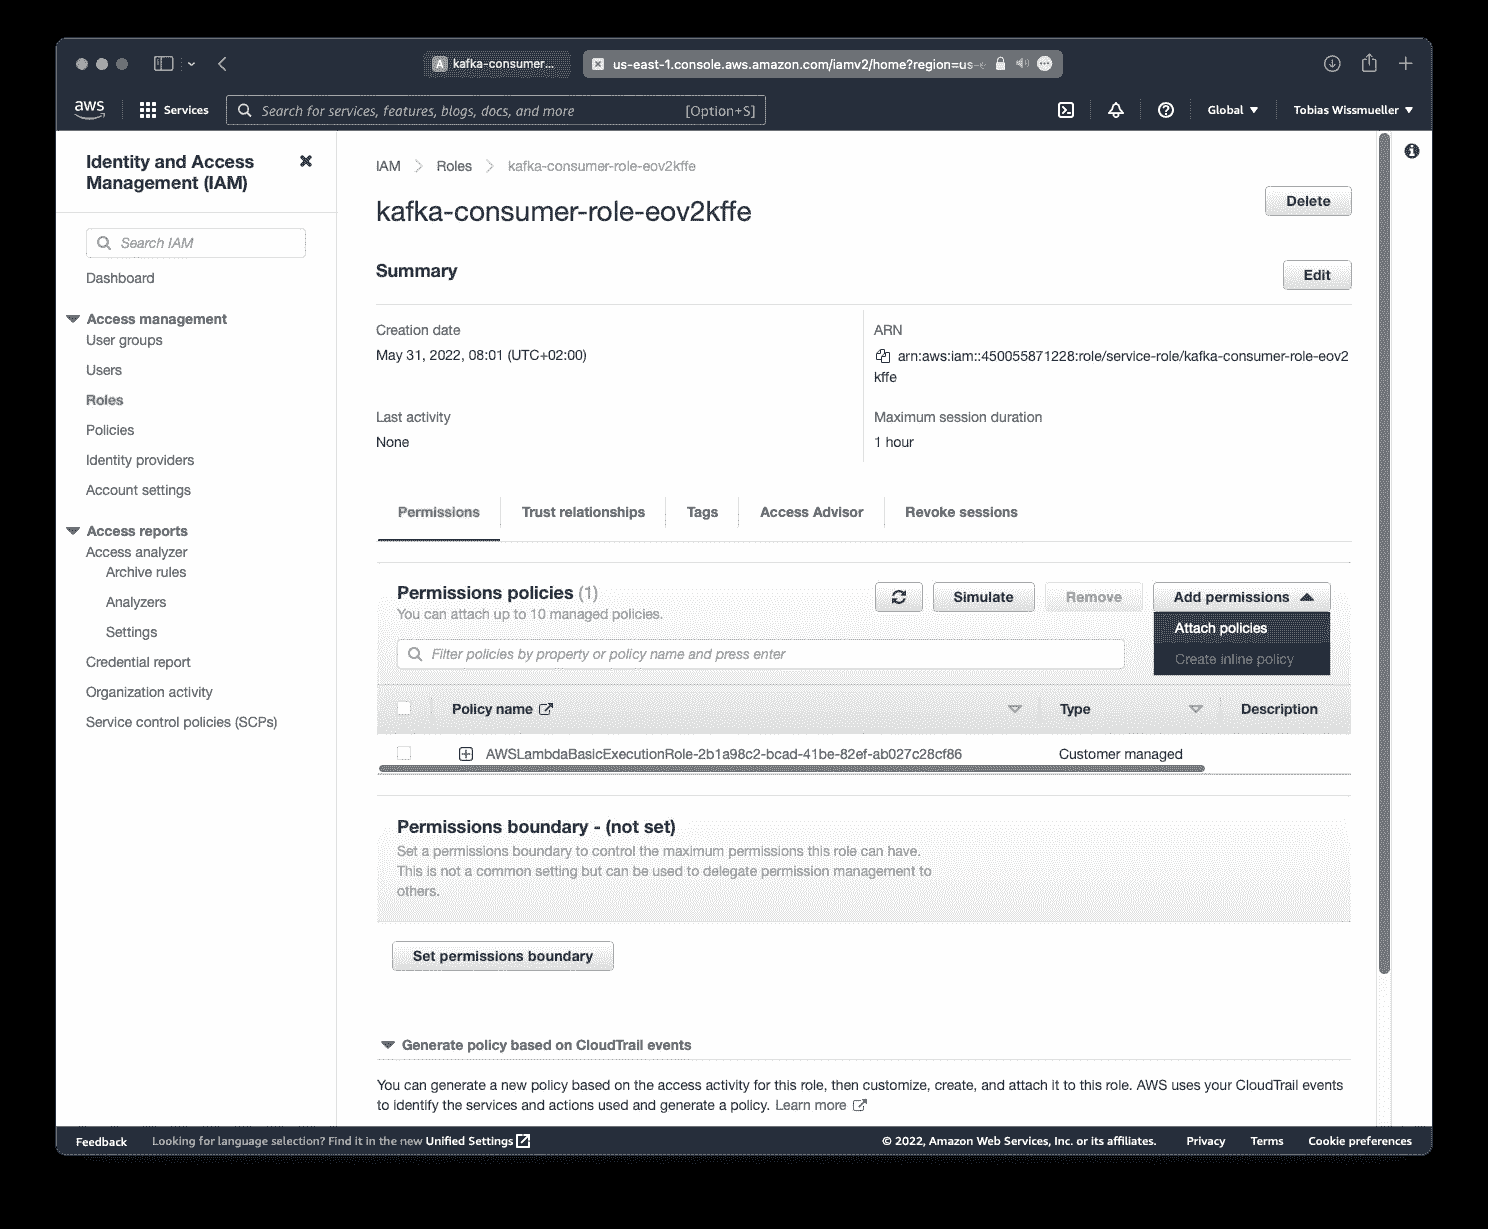 kafka-consumer...
us-east-1.console.aws.amazon.com/iamv2/home?region=us-
aws
Services
Search for services, features, blogs, docs, and more
[Option+S]
Global
Tobias Wissmueller
Identity and Access
Management (IAM)
Search IAM
Dashboard
Access management
User groups
Users
Roles
Policies
Identity providers
Account settings
Access reports
Access analyzer
Archive rules
Analyzers
Settings
Credential report
Organization activity
Service control policies (SCPs)
IAM
Roles
kafka-consumer-role-eov2kffe
kafka-consumer-role-eov2kffe
Delete
Summary
Edit
Creation date
May 31, 2022, 08:01 (UTC+02:00)
ARN
arn:aws:iam::450055871228:role/service-role/kafka-consumer-role-eov2
kffe
Last activity
None
Maximum session duration
1 hour
Permissions
Trust relationships
Tags
Access Advisor
Revoke sessions
Permissions policies (1)
You can attach up to 10 managed policies.
Simulate
Remove
Add permissions
Attach policies
Create inline policy
Filter policies by property or policy name and press enter
Policy name
Type
Description
AWSLambdaBasicExecutionRole-2b1a98c2-bcad-41be-82ef-ab027c28cf86
Customer managed
Permissions boundary - (not set)
Set a permissions boundary to control the maximum permissions this role can have.
This is not a common setting but can be used to delegate permission management to
others.
Set permissions boundary
Generate policy based on CloudTrail events
You can generate a new policy based on the access activity for this role, then customize, create, and attach it to this role. AWS uses your CloudTrail events
to identify the services and actions used and generate a policy. Learn more
Feedback
Looking for language selection? Find it in the new Unified Settings
© 2022, Amazon Web Services, Inc. or its affiliates.
Privacy
Terms
Cookie preferences